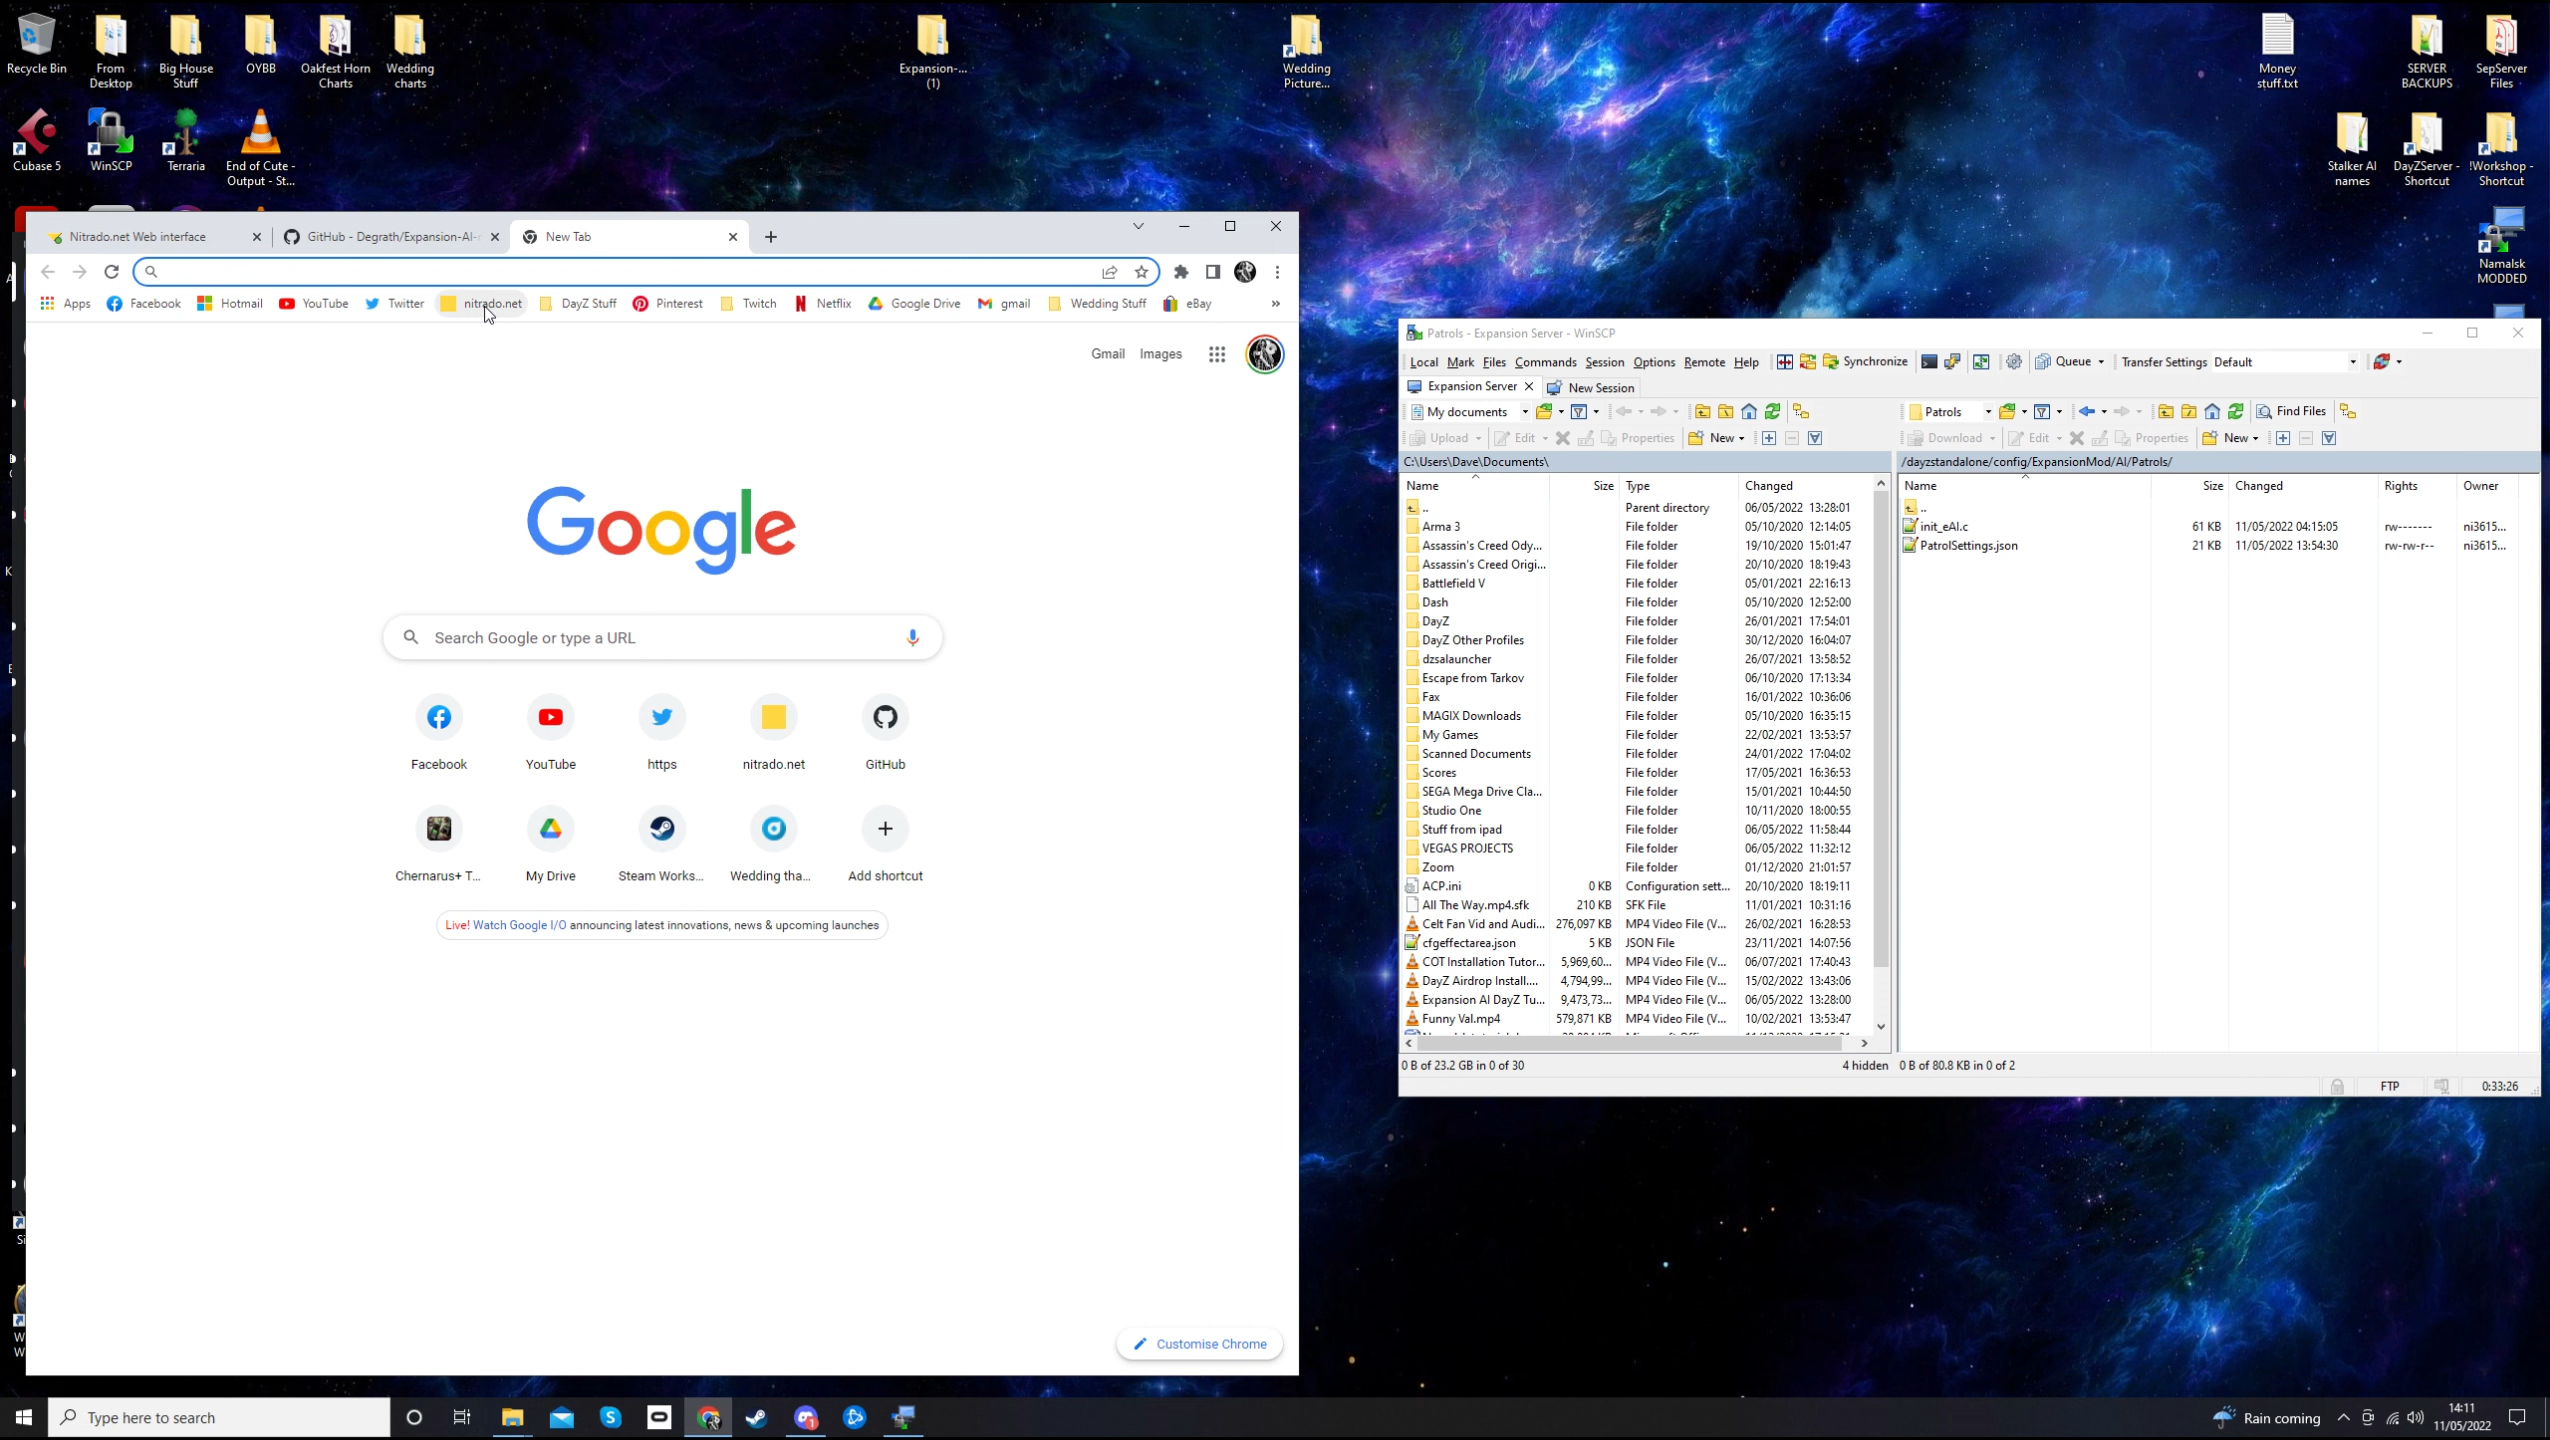 Recycle Bin
From Desktop
Big House Stuff
OYBB
Oakfest Horn Charts
Wedding charts
Expansion-... (1)
Wedding Picture...
Money stuff.txt
SERVER BACKUPS
SepServer Files
Cubase 5
WinSCP
Terraria
End of Cute - Output - St...
Stalker AI names
DayZServer - Shortcut
!Workshop - Shortcut
Namalsk MODDED
Nitrado.net Web interface
GitHub - Degrath/Expansion-AI-
New Tab
Apps
Facebook
Hotmail
YouTube
Twitter
nitrado.net
DayZ Stuff
Pinterest
Twitch
Netflix
Google Drive
gmail
Wedding Stuff
eBay
»
Gmail Images
Google
Search Google or type a URL
Facebook YouTube https nitrado.net GitHub
Chernarus+ T... My Drive Steam Works... Wedding tha... Add shortcut
Live! Watch Google I/O announcing latest innovations, news & upcoming launches
Customise Chrome
Patrols - Expansion Server - WinSCP
Local Mark Files Commands Session Options Remote Help Synchronize Queue Transfer Settings Default
Expansion Server New Session
My documents
Upload Edit Properties New
C:\Users\Dave\Documents\
Name Size Type Changed
.. Parent directory 06/05/2022 13:28:01
Arma 3 File folder 05/10/2020 12:14:05
Assassin's Creed Ody... File folder 19/10/2020 15:01:47
Assassin's Creed Origi... File folder 20/10/2020 18:19:43
Battlefield V File folder 05/01/2021 22:16:13
Dash File folder 05/10/2020 12:52:00
DayZ File folder 26/01/2021 17:54:01
DayZ Other Profiles File folder 30/12/2020 16:04:07
dzsalauncher File folder 26/07/2021 13:58:52
Escape from Tarkov File folder 06/10/2020 17:13:34
Fax File folder 16/01/2022 10:36:06
MAGIX Downloads File folder 05/10/2020 16:35:15
My Games File folder 22/02/2021 13:53:57
Scanned Documents File folder 24/01/2022 17:04:02
Scores File folder 17/05/2021 16:36:53
SEGA Mega Drive Cla... File folder 15/01/2021 10:44:50
Studio One File folder 10/11/2020 18:00:55
Stuff from ipad File folder 06/05/2022 11:58:44
VEGAS PROJECTS File folder 06/05/2022 11:32:12
Zoom File folder 01/12/2020 21:01:57
ACP.ini 0 KB Configuration sett... 20/10/2020 18:19:11
All The Way.mp4.sfk 210 KB SFK File 11/01/2021 10:31:16
Celt Fan Vid and Audi... 276,097 KB MP4 Video File (V... 26/02/2021 16:28:53
cfgeffectarea.json 5 KB JSON File 23/11/2021 14:07:56
COT Installation Tutor... 5,969,60... MP4 Video File (V... 06/07/2021 17:40:43
DayZ Airdrop Install.... 4,794,99... MP4 Video File (V... 15/02/2022 13:43:06
Expansion AI DayZ Tu... 9,473,73... MP4 Video File (V... 06/05/2022 13:28:00
Funny Val.mp4 579,871 KB MP4 Video File (V... 10/02/2021 13:53:47
0 B of 23.2 GB in 0 of 30 4 hidden
Patrols Find Files
Download Edit Properties New
/dayzstandalone/config/ExpansionMod/AI/Patrols/
Name Size Changed Rights Owner
..
init_eAI.c 61 KB 11/05/2022 04:15:05 rw------- ni3615...
PatrolSettings.json 21 KB 11/05/2022 13:54:30 rw-rw-r-- ni3615...
0 B of 80.8 KB in 0 of 2
FTP 0:33:26
Type here to search
Rain coming
14:11
11/05/2022